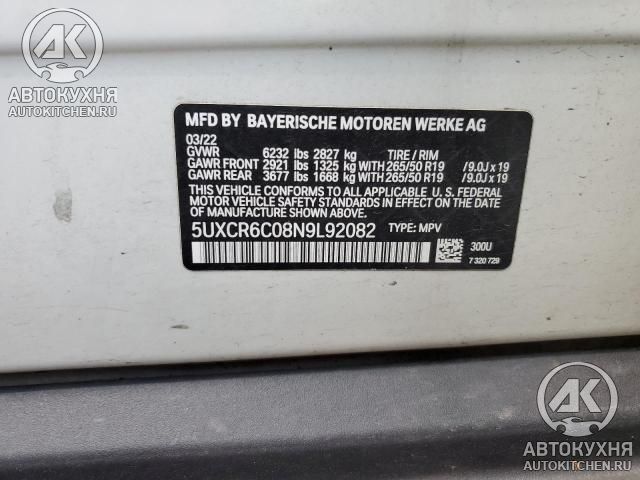 АК
АВТОКУХНЯ
AUTOKITCHEN.RU
MFD BY BAYERISCHE MOTOREN WERKE AG
03/22
GVWR 6232 lbs 2827 kg TIRE / RIM
GAWR FRONT 2921 lbs 1325 kg WITH 265/50 R19 / 9.0J x 19
GAWR REAR 3677 lbs 1668 kg WITH 265/50 R19 / 9.0J x 19
THIS VEHICLE CONFORMS TO ALL APPLICABLE U. S. FEDERAL
MOTOR VEHICLE SAFETY STANDARDS IN EFFECT ON THE DATE
OF MANUFACTURE SHOWN ABOVE.
5UXCR6C08N9L92082 TYPE: MPV
300U
7 320 729
АК
АВТОКУХНЯ
AUTOKITCHEN.RU